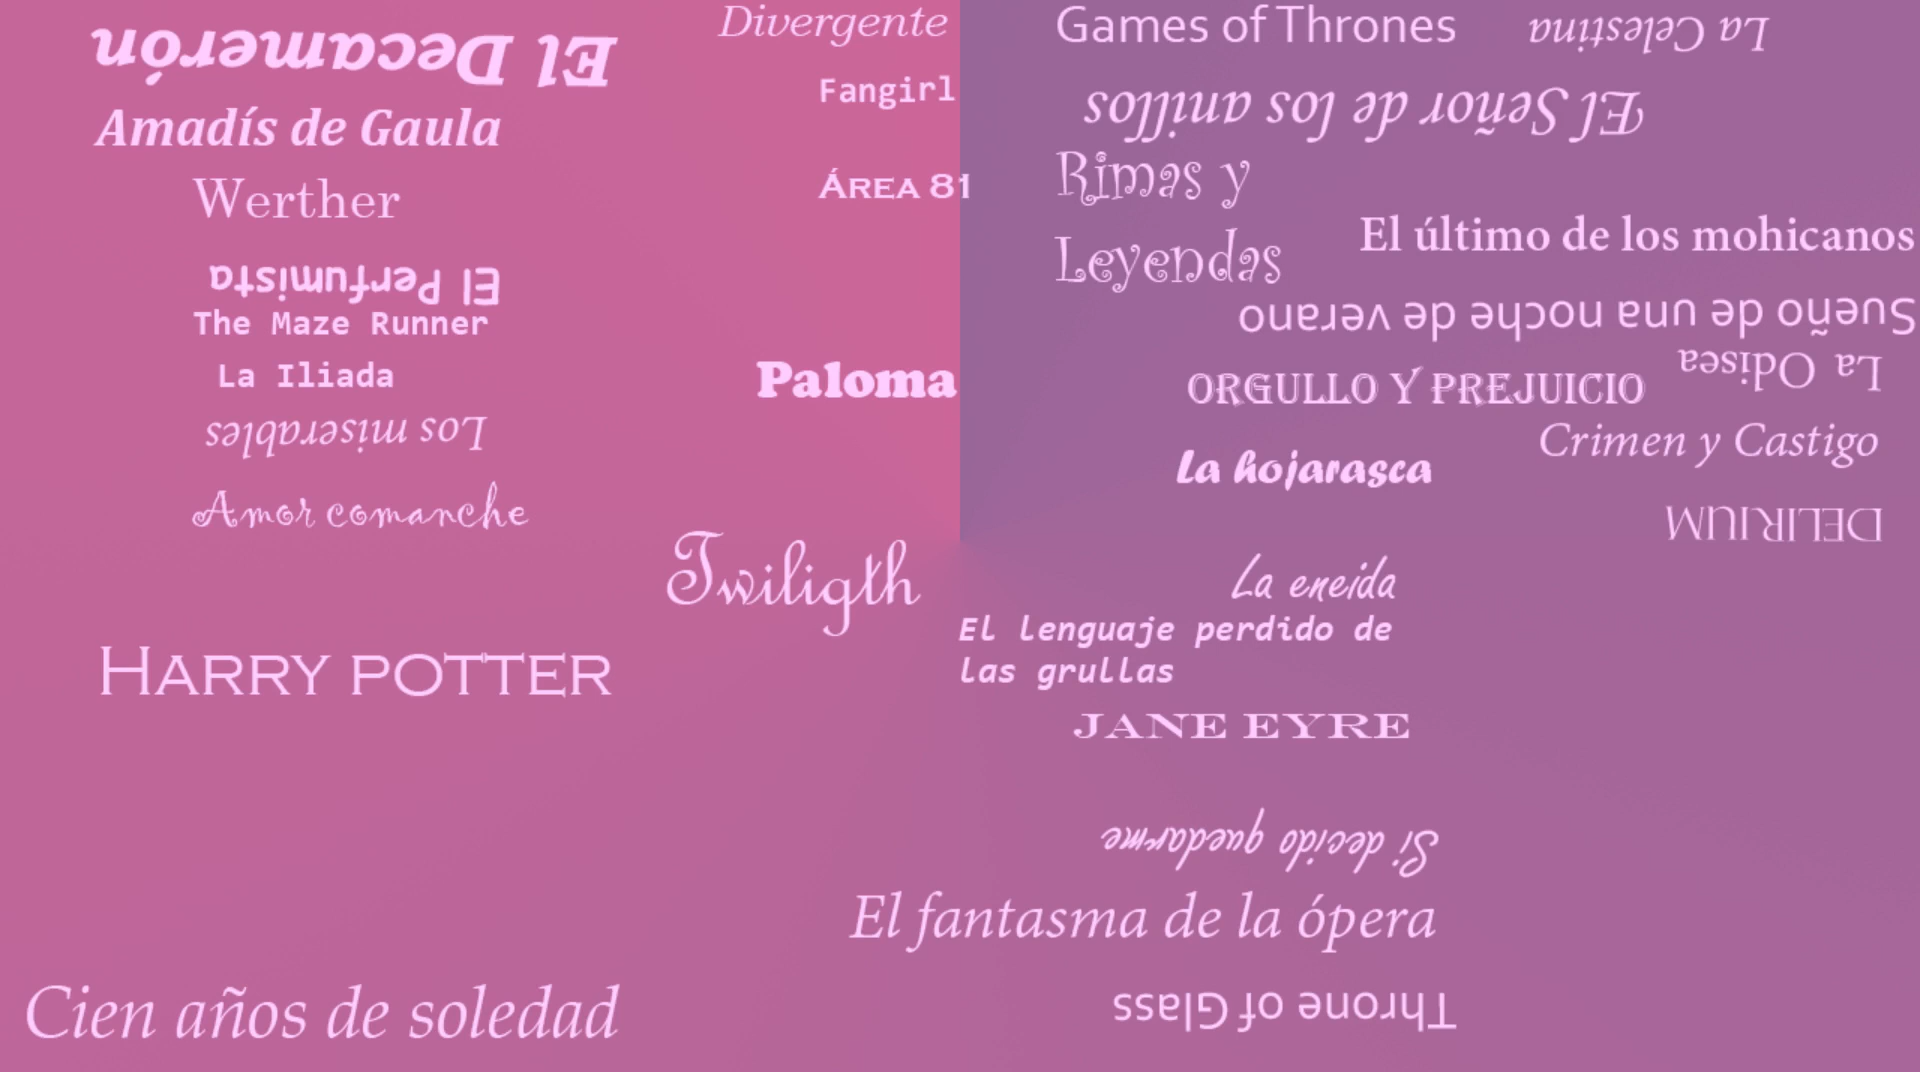 El Decamerón
Amadís de Gaula
Werther
El Perfumista
The Maze Runner
La Iliada
Los miserables
Amor comanche
HARRY POTTER
Cien años de soledad
Divergente
Fangirl
ÁREA 81
Paloma
Twiligth
Games of Thrones
La Celestina
El Señor de los anillos
Rimas y
Leyendas
El último de los mohicanos
Sueño de una noche de verano
La Odisea
ORGULLO Y PREJUICIO
Crimen y Castigo
La hojarasca
DELIRIUM
La eneida
El lenguaje perdido de
las grullas
JANE EYRE
Si decido quedarme
El fantasma de la ópera
Throne of Glass